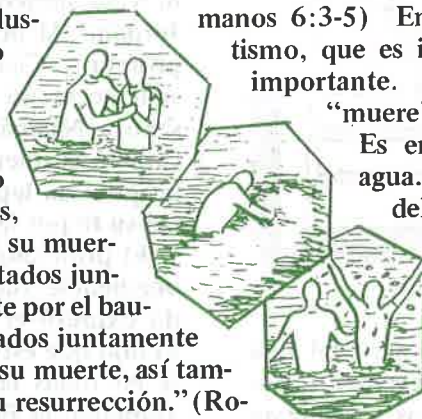 lus-
s,
su muer-
tados jun-
te por el bau-
ados juntamente
su muerte, así tam-
u resurrección." (Ro-
manos 6:3-5) En
tismo, que es i
importante.
"muere"
Es en
agua.
del